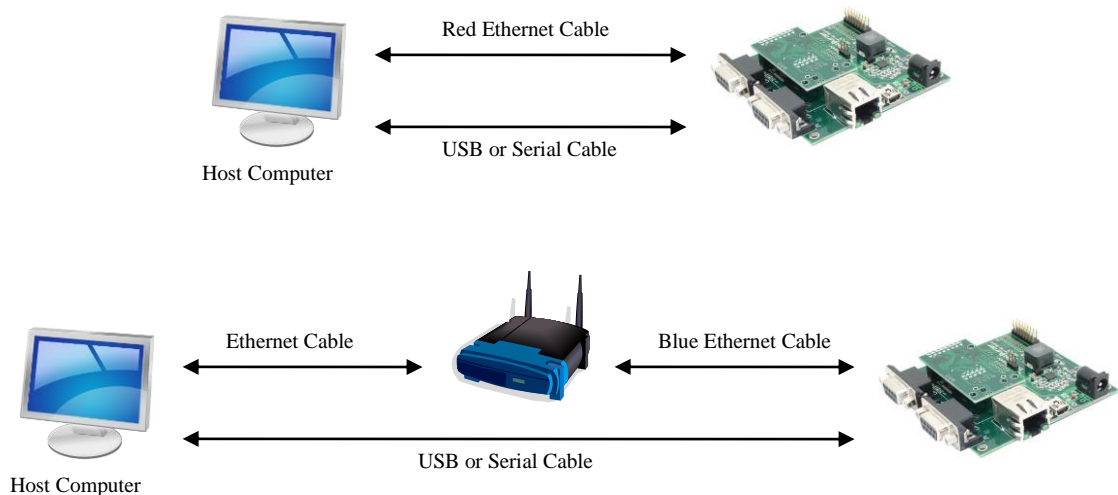 Red Ethernet Cable
USB or Serial Cable
Host Computer
Ethernet Cable
Blue Ethernet Cable
USB or Serial Cable
Host Computer